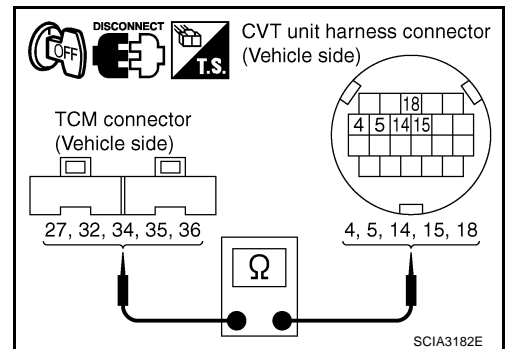 OFF
DISCONNECT
T.S.
CVT unit harness connector
(Vehicle side)
TCM connector
(Vehicle side)
18
4 5 14 15
27, 32, 34, 35, 36
4, 5, 14, 15, 18
Ω
SCIA3182E